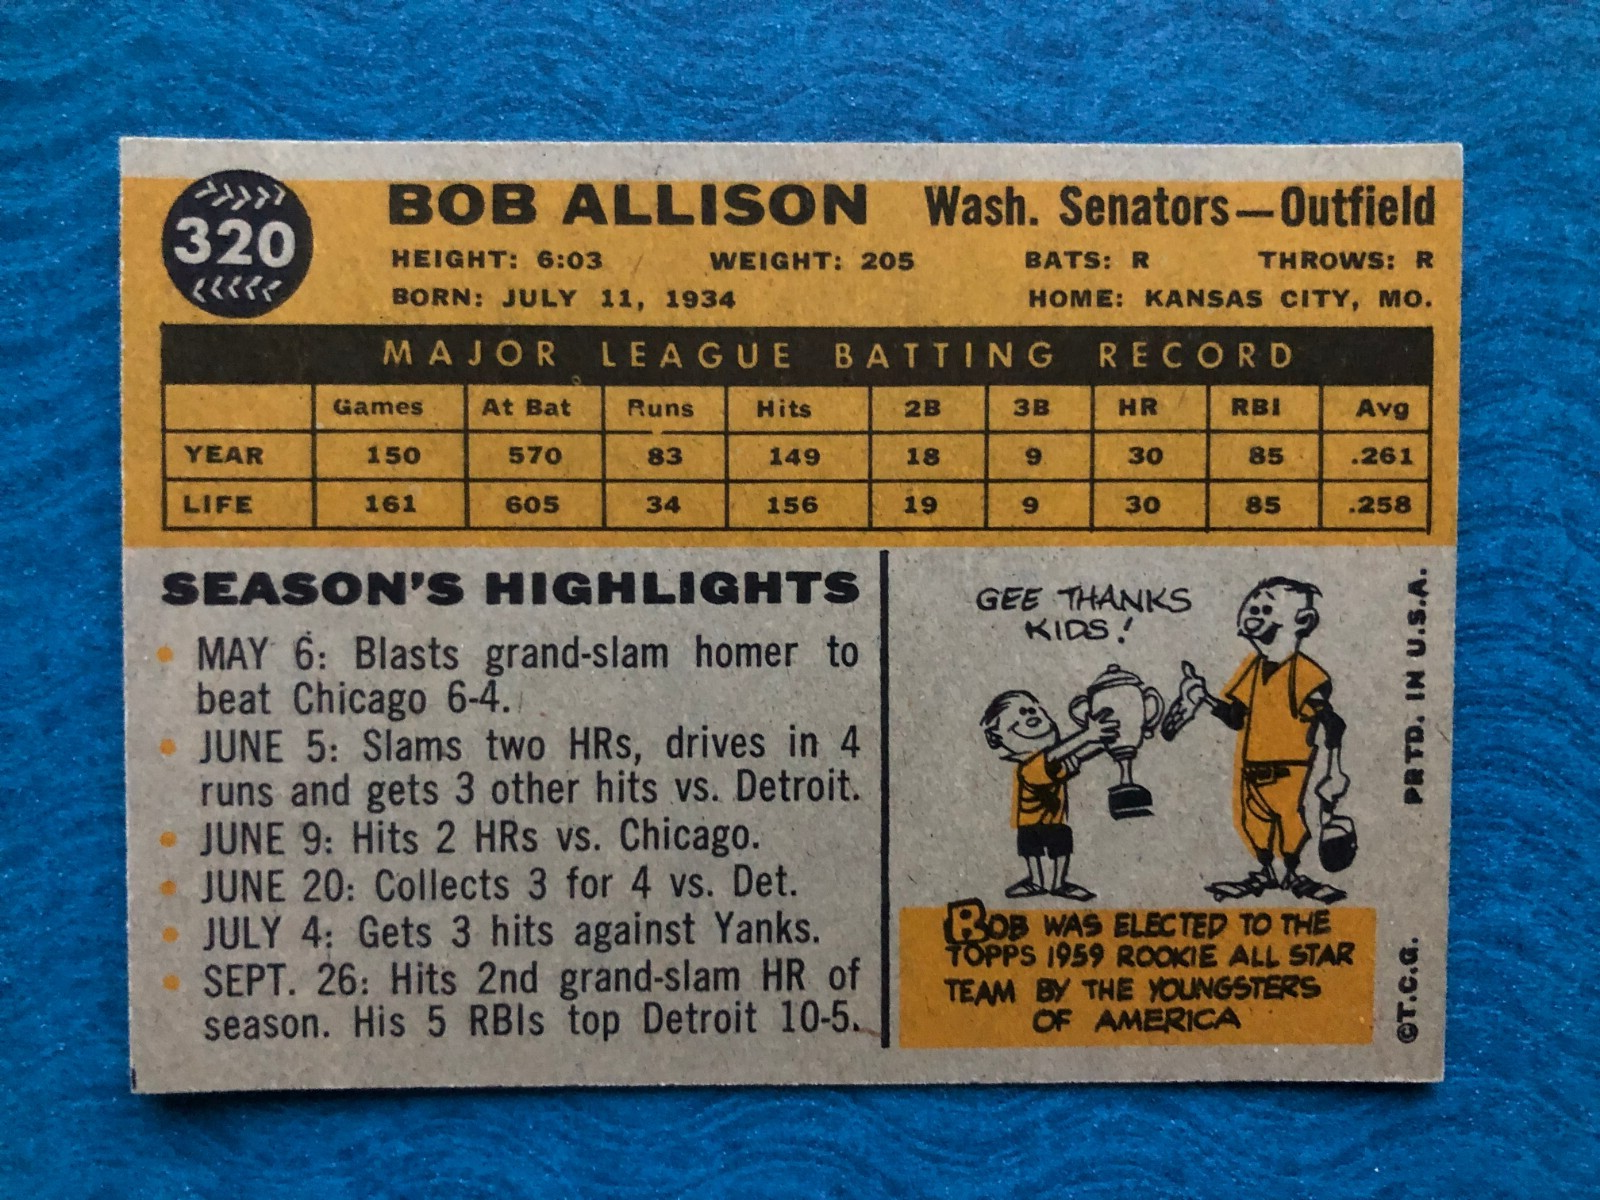 320
BOB ALLISON Wash. Senators—Outfield
HEIGHT: 6:03 WEIGHT: 205 BATS: R THROWS: R
BORN: JULY 11, 1934 HOME: KANSAS CITY, MO.
MAJOR LEAGUE BATTING RECORD
Games At Bat Runs Hits 2B 3B HR RBI Avg
YEAR 150 570 83 149 18 9 30 85 .261
LIFE 161 605 34 156 19 9 30 85 .258
SEASON'S HIGHLIGHTS
• MAY 6: Blasts grand-slam homer to
beat Chicago 6-4.
• JUNE 5: Slams two HRs, drives in 4
runs and gets 3 other hits vs. Detroit.
• JUNE 9: Hits 2 HRs vs. Chicago.
• JUNE 20: Collects 3 for 4 vs. Det.
• JULY 4: Gets 3 hits against Yanks.
• SEPT. 26: Hits 2nd grand-slam HR of
season. His 5 RBIs top Detroit 10-5.
GEE THANKS
KIDS!
BOB WAS ELECTED TO THE
TOPPS 1959 ROOKIE ALL STAR
TEAM BY THE YOUNGSTERS
OF AMERICA
©T.C.G. PRTD. IN U.S.A.